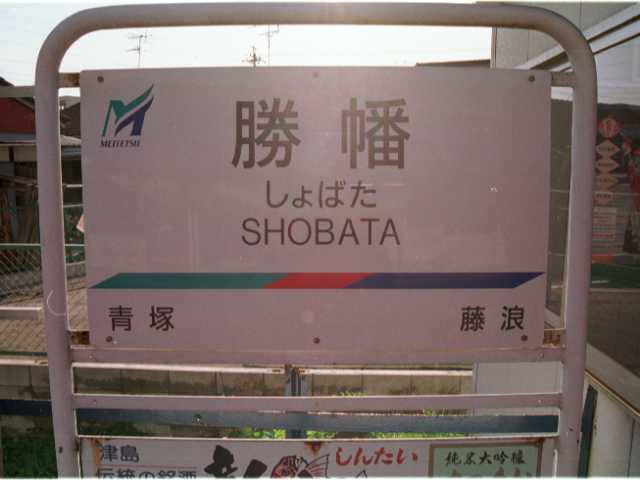 MEITETSU
勝幡
しょばた
SHOBATA
青塚 藤浪
津島
伝統の銘酒
しんたい
純米大吟醸